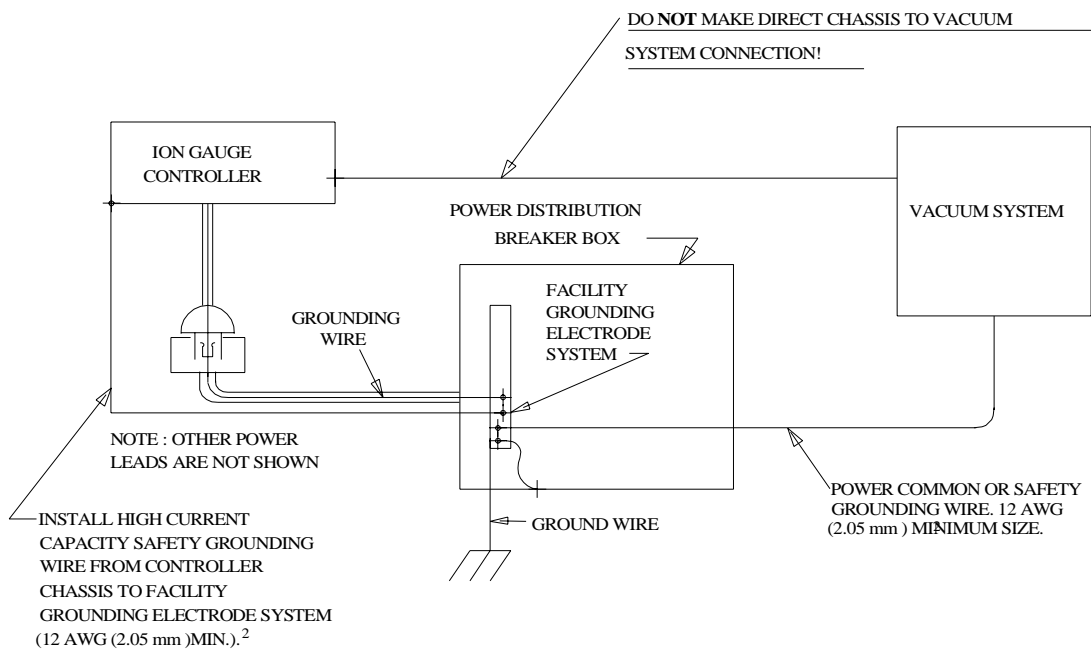 DO NOT MAKE DIRECT CHASSIS TO VACUUM
SYSTEM CONNECTION!
ION GAUGE
CONTROLLER
VACUUM SYSTEM
POWER DISTRIBUTION
BREAKER BOX
FACILITY
GROUNDING
ELECTRODE
SYSTEM
GROUNDING
WIRE
NOTE : OTHER POWER
LEADS ARE NOT SHOWN
INSTALL HIGH CURRENT
CAPACITY SAFETY GROUNDING
WIRE FROM CONTROLLER
CHASSIS TO FACILITY
GROUNDING ELECTRODE SYSTEM
(12 AWG (2.05 mm )MIN.).2
GROUND WIRE
POWER COMMON OR SAFETY
GROUNDING WIRE. 12 AWG
(2.05 mm ) MINIMUM SIZE.